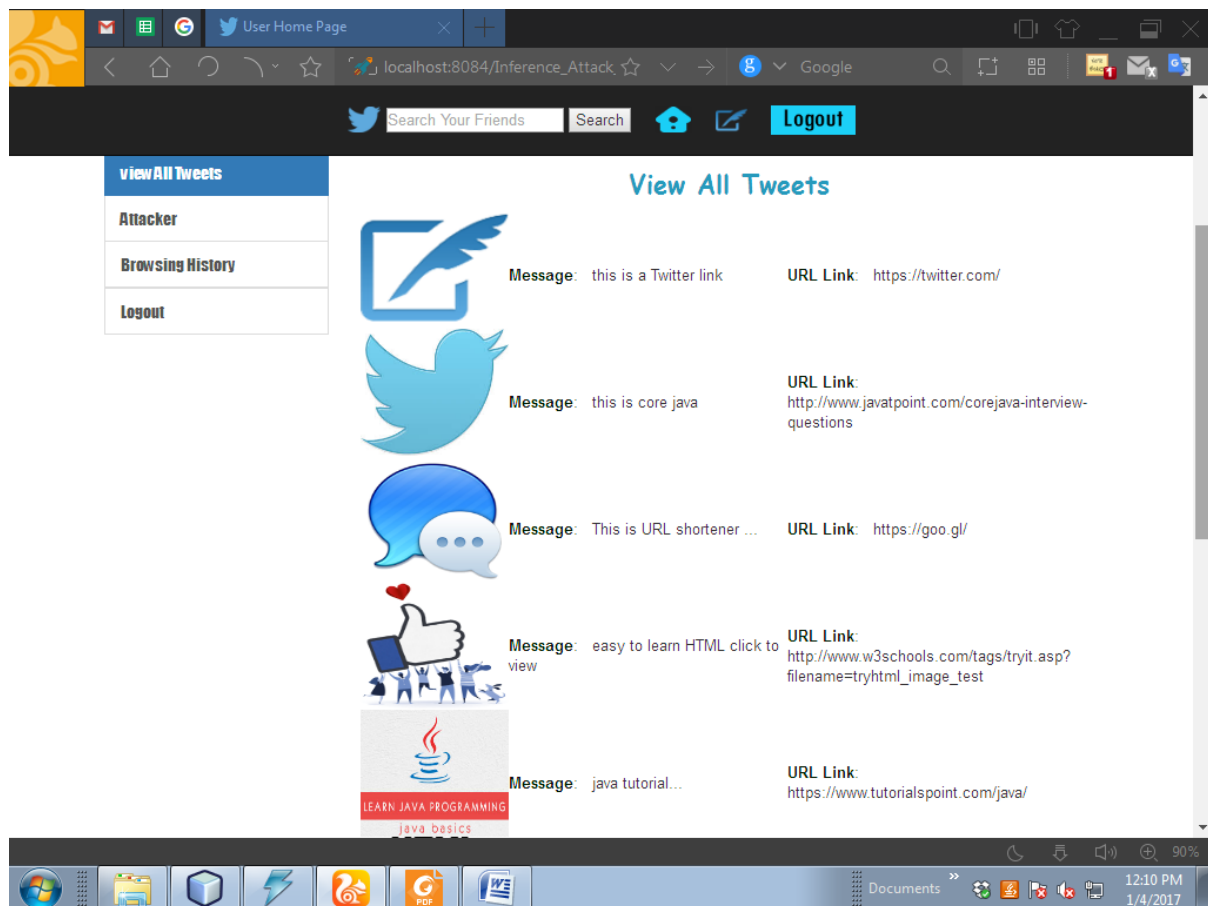 User Home Page
localhost:8084/Inference_Attack
Google
Search Your Friends
Search
Logout
view All Tweets
Attacker
Browsing History
Logout
View All Tweets
Message: this is a Twitter link
URL Link: https://twitter.com/
Message: this is core java
URL Link:
http://www.javatpoint.com/corejava-interview-
questions
Message: This is URL shortener ...
URL Link: https://goo.gl/
Message: easy to learn HTML click to
view
URL Link:
http://www.w3schools.com/tags/tryit.asp?
filename=tryhtml_image_test
LEARN JAVA PROGRAMMING
java basics
Message: java tutorial...
URL Link:
https://www.tutorialspoint.com/java/
90%
Documents
12:10 PM
1/4/2017